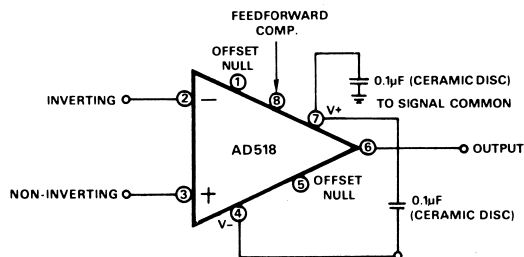 FEEDFORWARD
COMP.
OFFSET
NULL
1
8
0.1µF (CERAMIC DISC)
TO SIGNAL COMMON
INVERTING
2
−
7
V+
AD518
6
OUTPUT
NON-INVERTING
3
+
5
OFFSET
NULL
4
V−
0.1µF
(CERAMIC DISC)